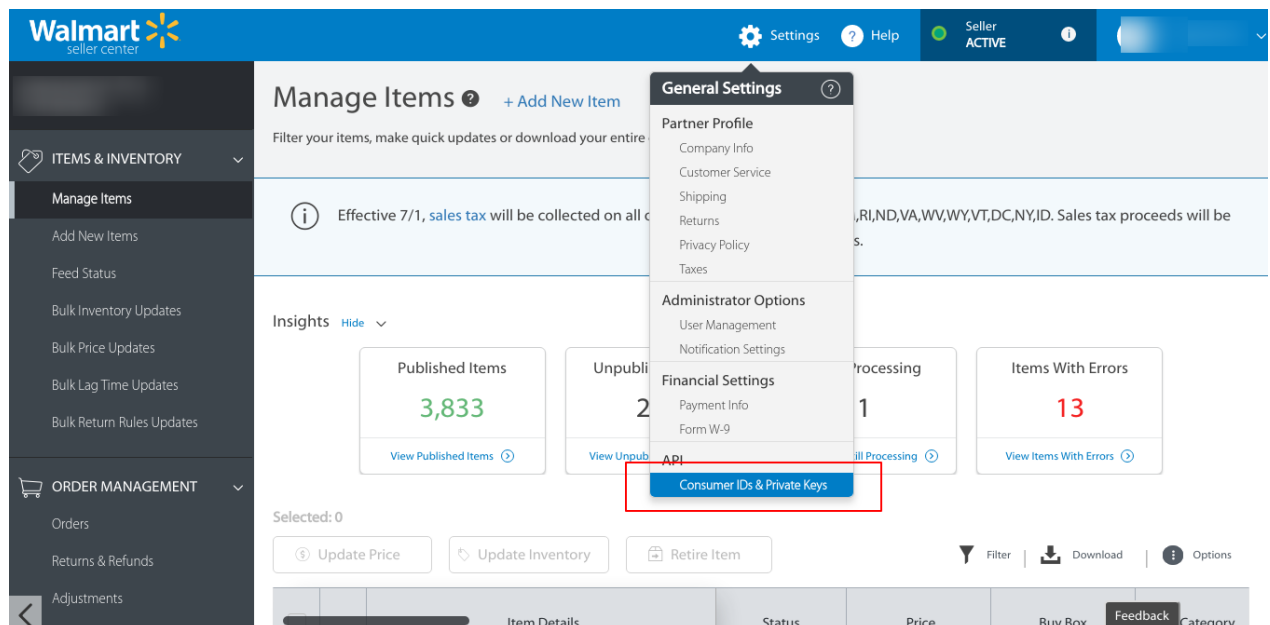 Walmart
seller center
Settings
? Help
Seller
ACTIVE
i
ITEMS & INVENTORY
Manage Items
Add New Items
Feed Status
Bulk Inventory Updates
Bulk Price Updates
Bulk Lag Time Updates
Bulk Return Rules Updates
ORDER MANAGEMENT
Orders
Returns & Refunds
Adjustments
Manage Items ? + Add New Item
Filter your items, make quick updates or download your entire
General Settings ?
Partner Profile
Company Info
Customer Service
Shipping
Returns
Privacy Policy
Taxes
Administrator Options
User Management
Notification Settings
Financial Settings
Payment Info
Form W-9
API
Consumer IDs & Private Keys
i
Effective 7/1, sales tax will be collected on all ,RI,ND,VA,WV,WY,VT,DC,NY,ID. Sales tax proceeds will be
s.
Insights Hide
Published Items
3,833
View Published Items
Unpubli
2
View Unpub
Processing
1
ill Processing
Items With Errors
13
View Items With Errors
Selected: 0
$ Update Price
Update Inventory
Retire Item
Filter | Download | Options
Item Details Status Price Buy Box Category
Feedback